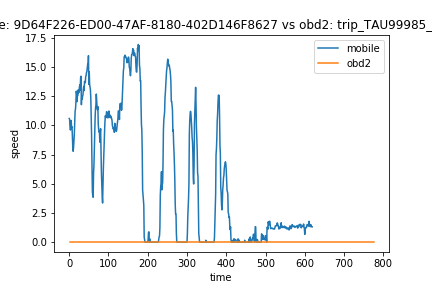 e: 9D64F226-ED00-47AF-8180-402D146F8627 vs obd2: trip_TAU99985_
17.5
15.0
12.5
10.0
7.5
5.0
2.5
0.0
speed
mobile
obd2
0 100 200 300 400 500 600 700 800
time